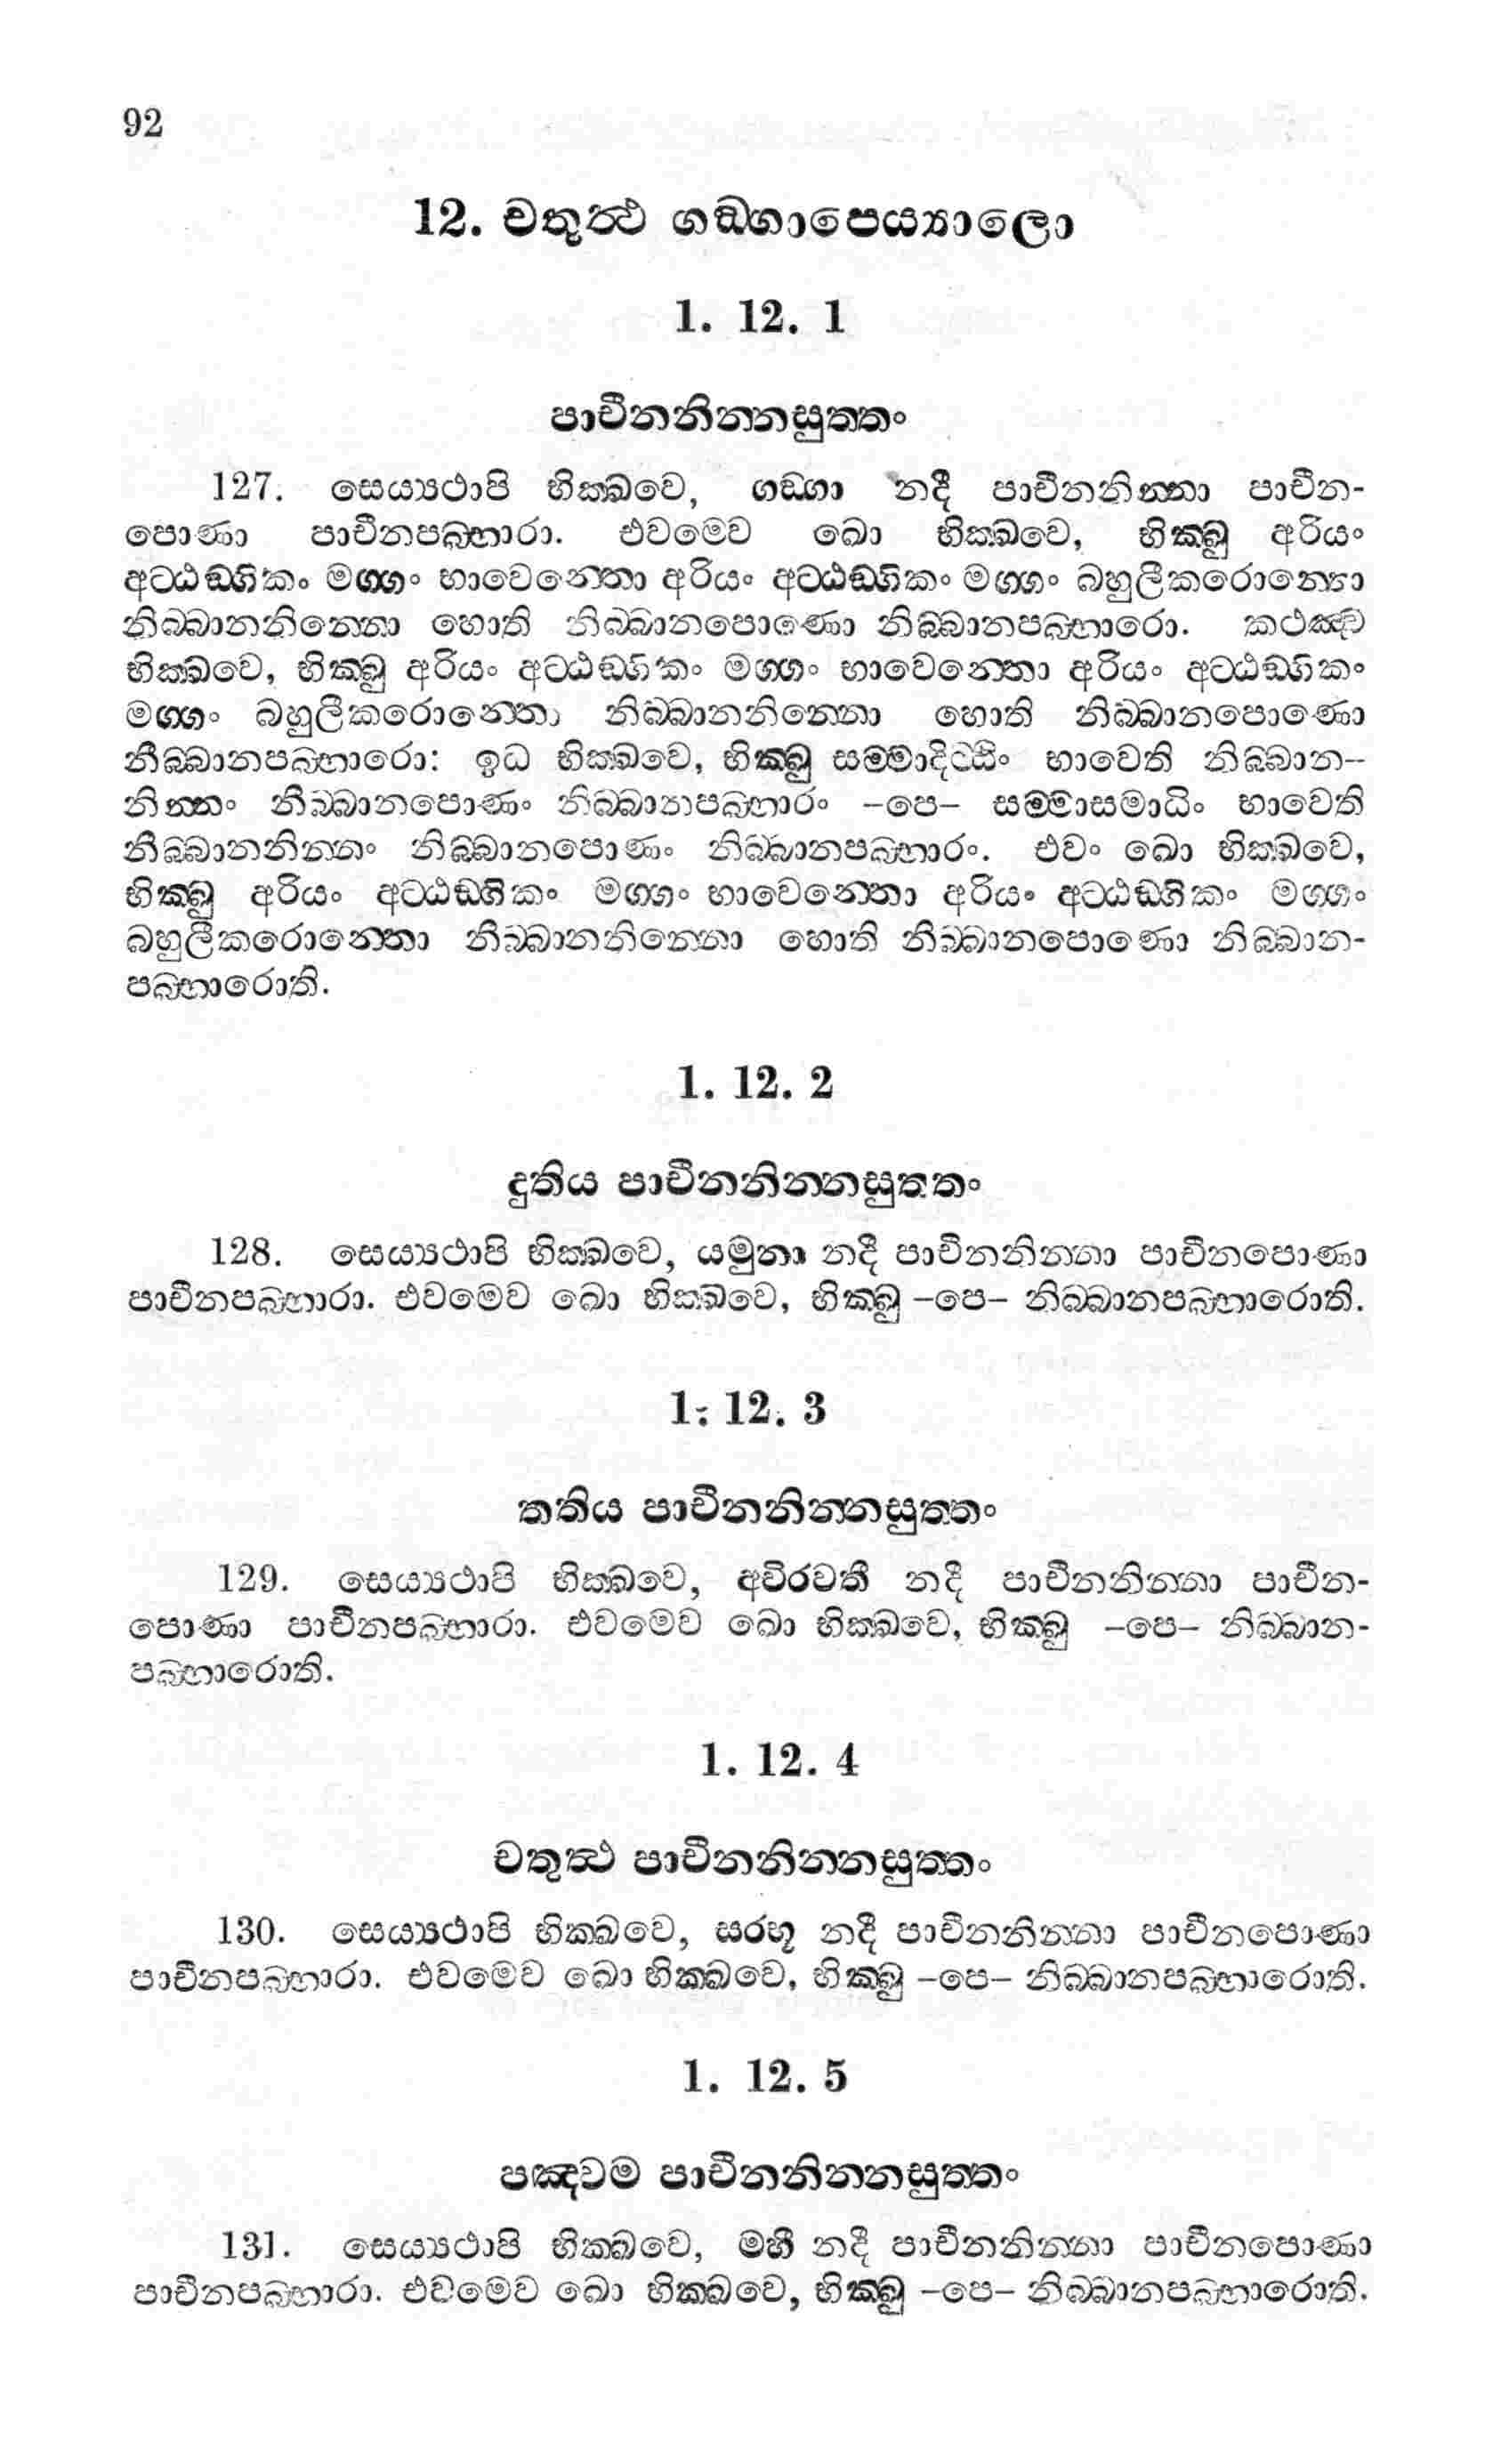 92
12. චතුත්‍ථ ගඞ්ගාපෙය්‍යාලො
1. 12. 1
පාචීනනින්නසුත්තං
127. සෙය්‍යථාපි භික්ඛවෙ, ගඞ්ගා නදී පාචීනනින්නා පාචීන-
පොණා පාචීනපබ්භාරා. එවමෙව ඛො භික්ඛවෙ, භික්ඛු අරියං
අට්ඨඞ්ගිකං මග්ගං භාවෙන්තො අරියං අට්ඨඞ්ගිකං මග්ගං බහුලීකරොන්තො
නිබ්බානනින්නො හොති නිබ්බානපොණො නිබ්බානපබ්භාරො. කථඤ්ච
භික්ඛවෙ, භික්ඛු අරියං අට්ඨඞ්ගිකං මග්ගං භාවෙන්තො අරියං අට්ඨඞ්ගිකං
මග්ගං බහුලීකරොන්තො නිබ්බානනින්නො හොති නිබ්බානපොණො
නිබ්බානපබ්භාරො: ඉධ භික්ඛවෙ, භික්ඛු සම්මාදිට්ඨිං භාවෙති නිබ්බාන-
නින්නං නිබ්බානපොණං නිබ්බානපබ්භාරං -පෙ- සම්මාසමාධිං භාවෙති
නිබ්බානනින්නං නිබ්බානපොණං නිබ්බානපබ්භාරං. එවං ඛො භික්ඛවෙ,
භික්ඛු අරියං අට්ඨඞ්ගිකං මග්ගං භාවෙන්තො අරියං අට්ඨඞ්ගිකං මග්ගං
බහුලීකරොන්තො නිබ්බානනින්නො හොති නිබ්බානපොණො නිබ්බාන-
පබ්භාරොති.
1. 12. 2
දුතිය පාචීනනින්නසුත්තං
128. සෙය්‍යථාපි භික්ඛවෙ, යමුනා නදී පාචීනනින්නා පාචීනපොණා
පාචීනපබ්භාරා. එවමෙව ඛො භික්ඛවෙ, භික්ඛු -පෙ- නිබ්බානපබ්භාරොති.
1. 12. 3
තතිය පාචීනනින්නසුත්තං
129. සෙය්‍යථාපි භික්ඛවෙ, අචිරවතී නදී පාචීනනින්නා පාචීන-
පොණා පාචීනපබ්භාරා. එවමෙව ඛො භික්ඛවෙ, භික්ඛු -පෙ- නිබ්බාන-
පබ්භාරොති.
1. 12. 4
චතුත්‍ථ පාචීනනින්නසුත්තං
130. සෙය්‍යථාපි භික්ඛවෙ, සරභූ නදී පාචීනනින්නා පාචීනපොණා
පාචීනපබ්භාරා. එවමෙව ඛො භික්ඛවෙ, භික්ඛු -පෙ- නිබ්බානපබ්භාරොති.
1. 12. 5
පඤ්චම පාචීනනින්නසුත්තං
131. සෙය්‍යථාපි භික්ඛවෙ, මහී නදී පාචීනනින්නා පාචීනපොණා
පාචීනපබ්භාරා. එවමෙව ඛො භික්ඛවෙ, භික්ඛු -පෙ- නිබ්බානපබ්භාරොති.